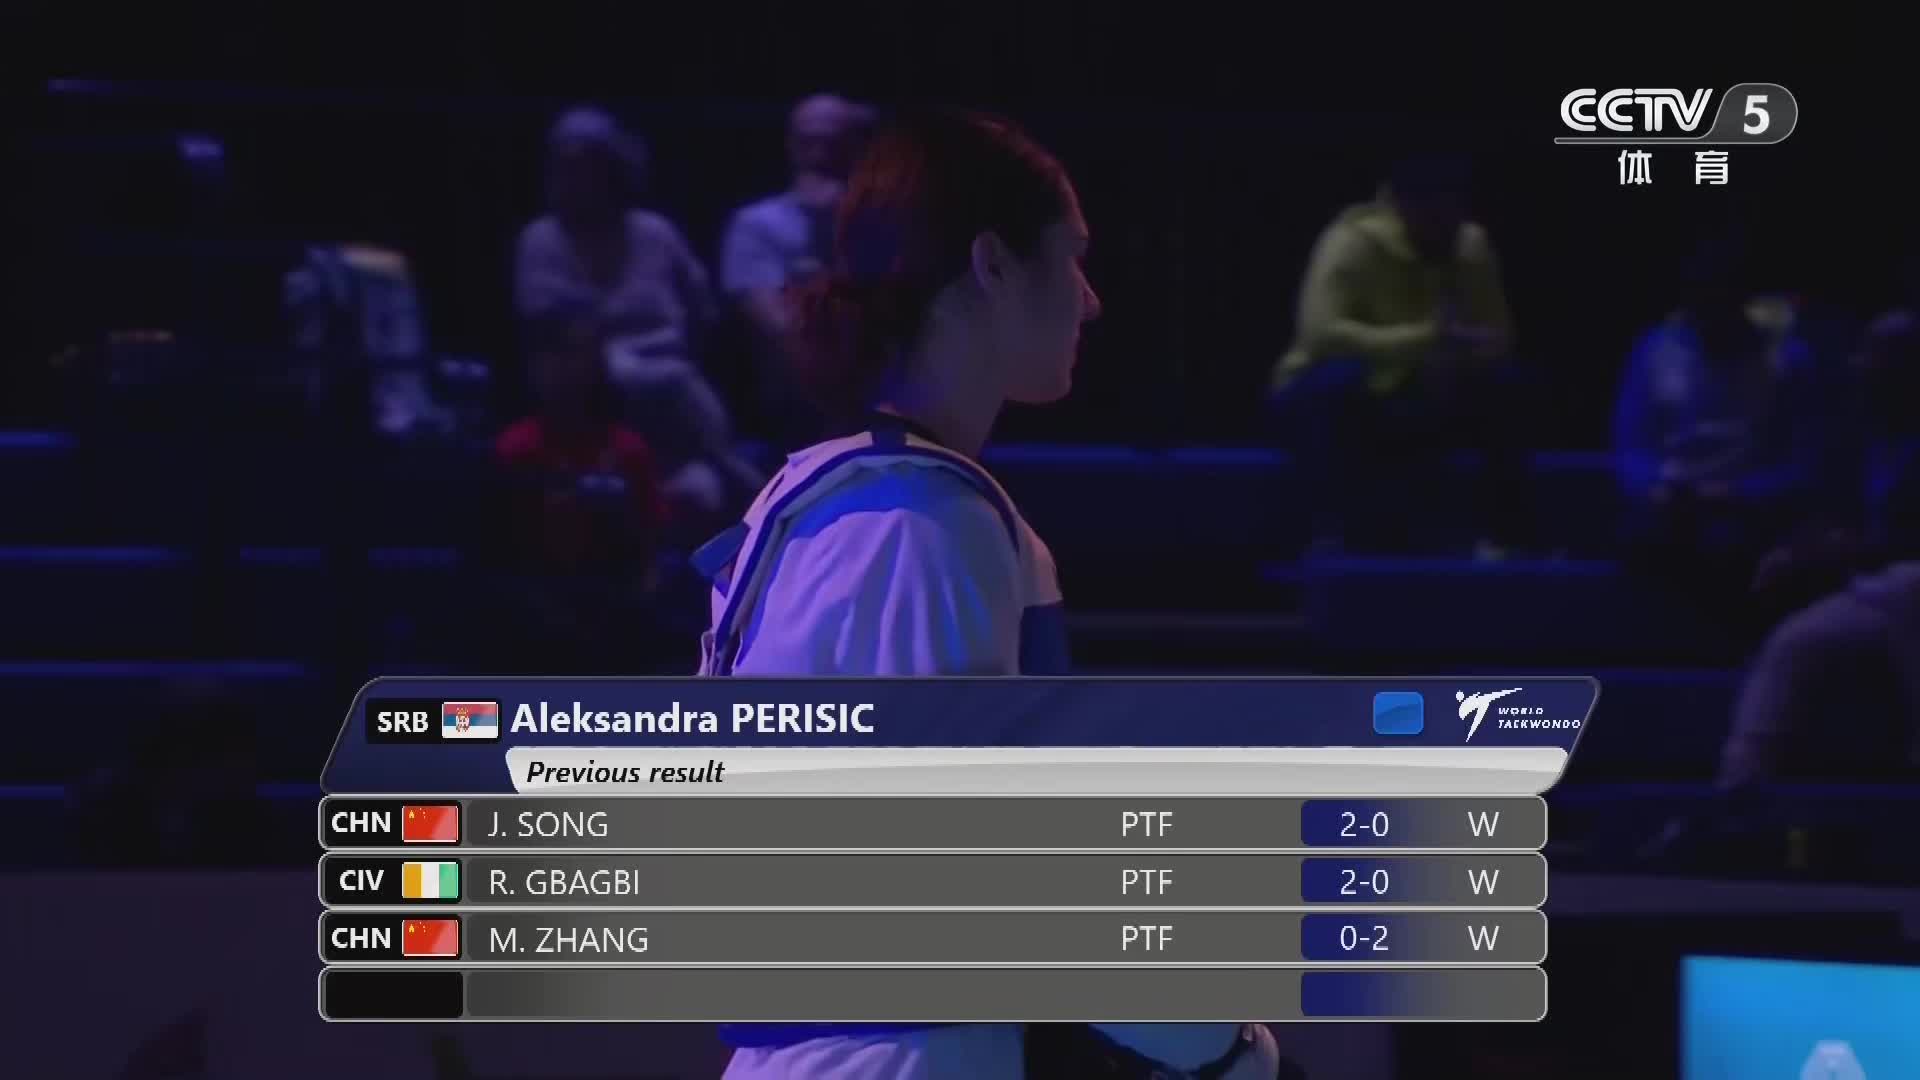 CCTV 5
体 育
SRB Aleksandra PERISIC
WORLD
TAEKWONDO
Previous result
CHN J. SONG PTF 2-0 W
CIV R. GBAGBI PTF 2-0 W
CHN M. ZHANG PTF 0-2 W